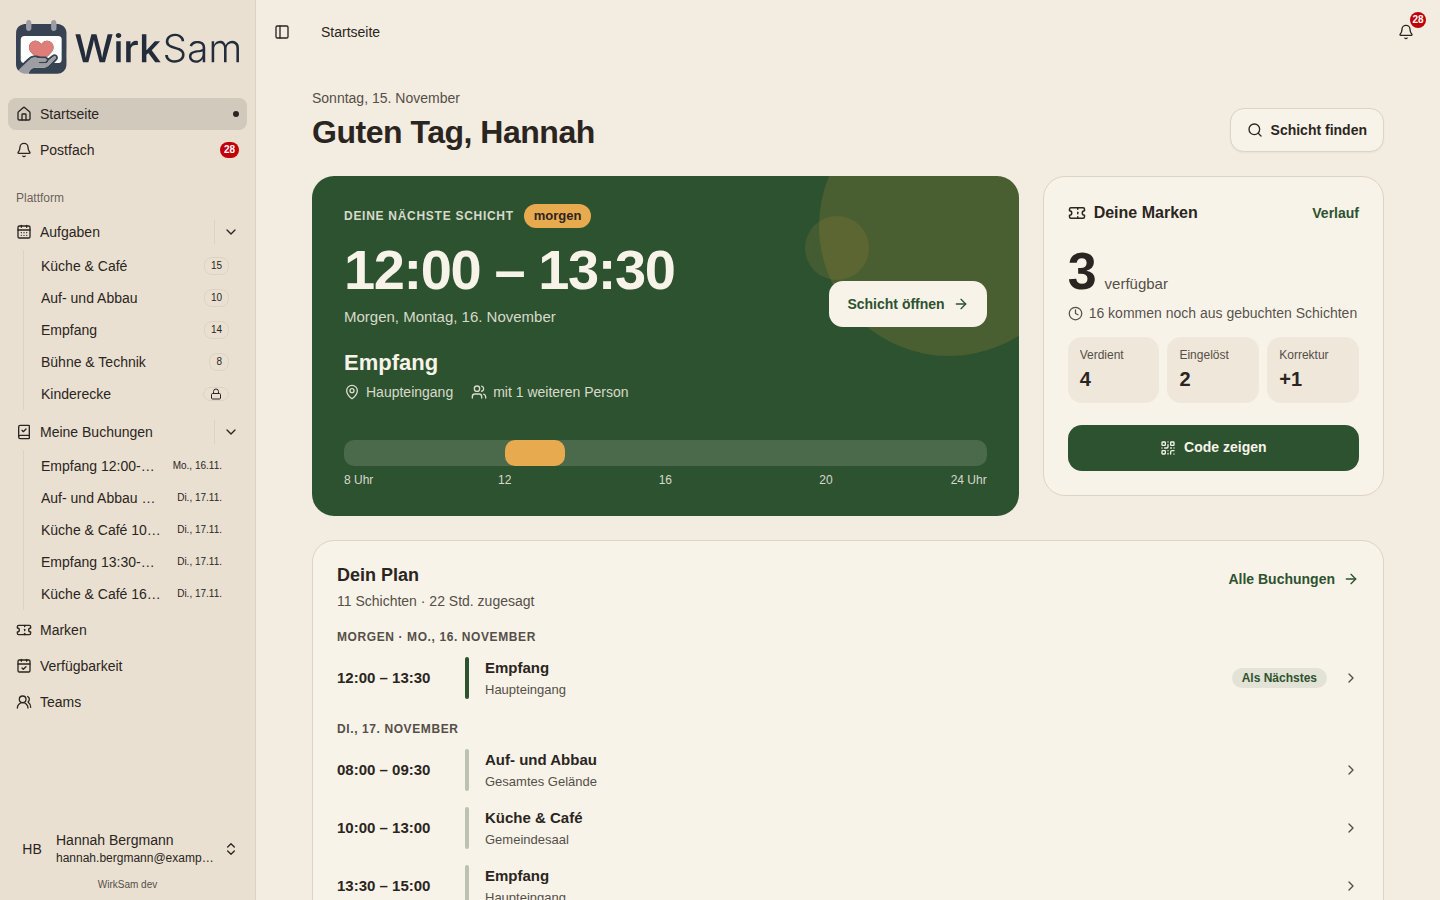 WirkSam
Startseite
Postfach 28
Plattform
Aufgaben
Küche & Café 15
Auf- und Abbau 10
Empfang 14
Bühne & Technik 8
Kinderecke
Meine Buchungen
Empfang 12:00-... Mo., 16.11.
Auf- und Abbau ... Di., 17.11.
Küche & Café 10... Di., 17.11.
Empfang 13:30-... Di., 17.11.
Küche & Café 16... Di., 17.11.
Marken
Verfügbarkeit
Teams
HB
Hannah Bergmann
hannah.bergmann@examp...
WirkSam dev
Startseite
28
Sonntag, 15. November
Guten Tag, Hannah
Schicht finden
DEINE NÄCHSTE SCHICHT morgen
12:00 – 13:30
Morgen, Montag, 16. November
Schicht öffnen
Empfang
Haupteingang mit 1 weiteren Person
8 Uhr 12 16 20 24 Uhr
Deine Marken Verlauf
3 verfügbar
16 kommen noch aus gebuchten Schichten
Verdient Eingelöst Korrektur
4 2 +1
Code zeigen
Dein Plan
Alle Buchungen
11 Schichten · 22 Std. zugesagt
MORGEN · MO., 16. NOVEMBER
12:00 – 13:30 Empfang Als Nächstes
Haupteingang
DI., 17. NOVEMBER
08:00 – 09:30 Auf- und Abbau
Gesamtes Gelände
10:00 – 13:00 Küche & Café
Gemeindesaal
13:30 – 15:00 Empfang
Haupteingang